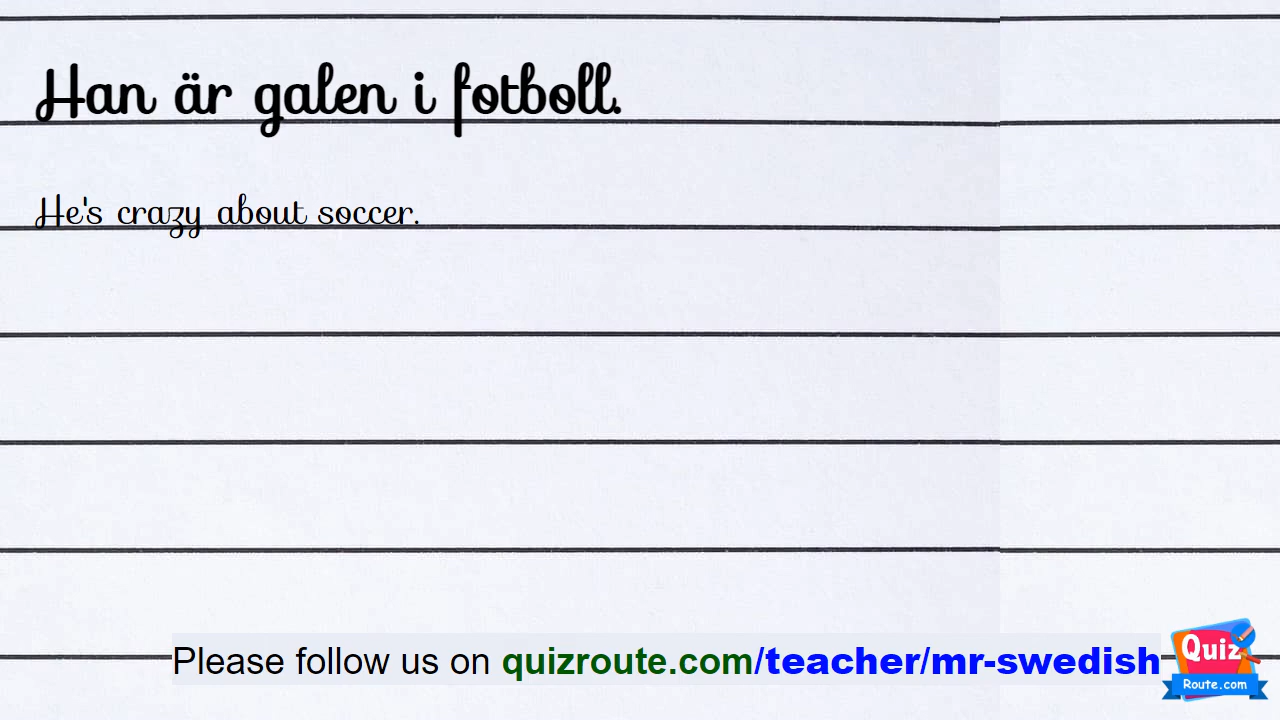 Han är galen i fotboll.
He's crazy about soccer.
Please follow us on quizroute.com/teacher/mr-swedish
Quiz
Route.com